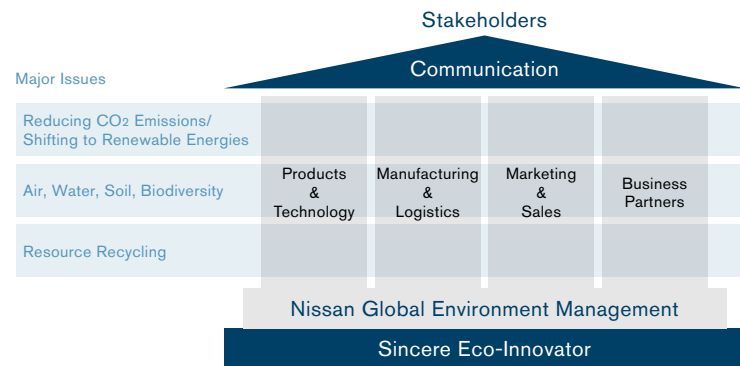 Stakeholders
Communication
Major Issues
Reducing CO2 Emissions/
Shifting to Renewable Energies
Air, Water, Soil, Biodiversity
Resource Recycling
Products
&
Technology
Manufacturing
&
Logistics
Marketing
&
Sales
Business
Partners
Nissan Global Environment Management
Sincere Eco-Innovator